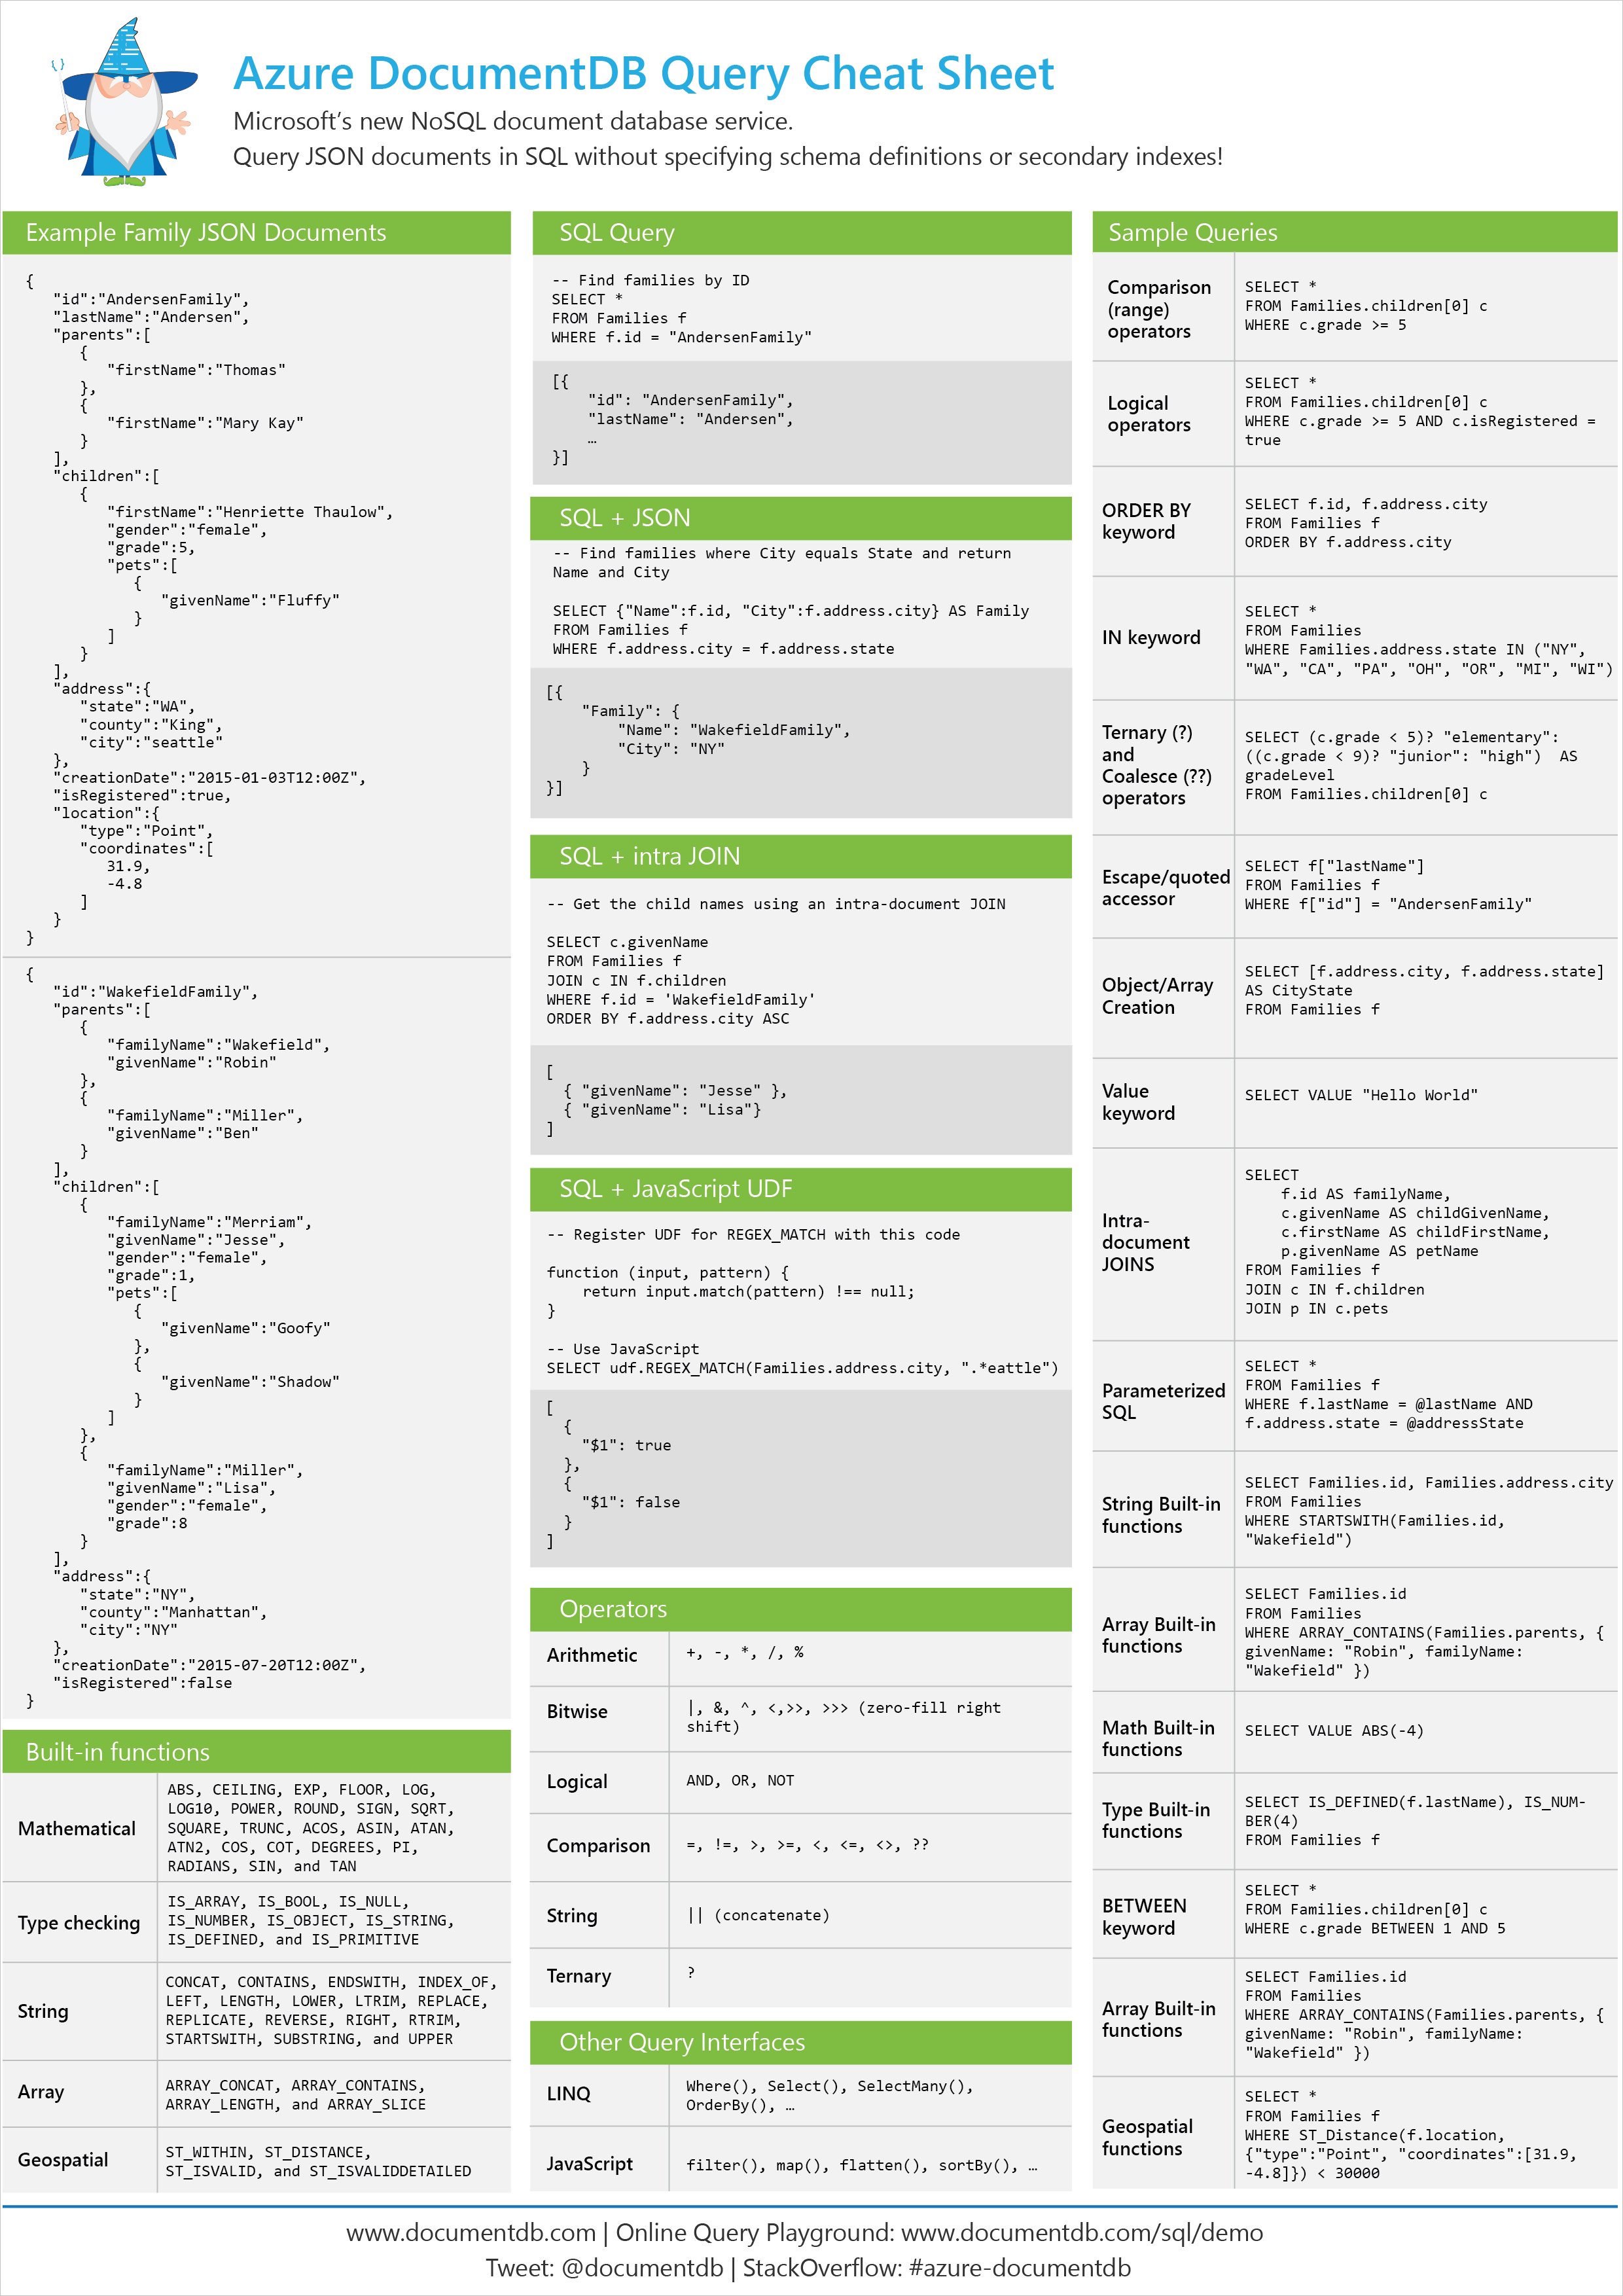 Azure DocumentDB Query Cheat Sheet
Microsoft's new NoSQL document database service.
Query JSON documents in SQL without specifying schema definitions or secondary indexes!
Example Family JSON Documents
{
"id":"AndersenFamily",
"lastName":"Andersen",
"parents":[
{
"firstName":"Thomas"
},
{
"firstName":"Mary Kay"
}
],
"children":[
{
"firstName":"Henriette Thaulow",
"gender":"female",
"grade":5,
"pets":[
{
"givenName":"Fluffy"
}
]
}
],
"address":{
"state":"WA",
"county":"King",
"city":"seattle"
},
"creationDate":"2015-01-03T12:00Z",
"isRegistered":true,
"location":{
"type":"Point",
"coordinates":[
31.9,
-4.8
]
}
}
{
"id":"WakefieldFamily",
"parents":[
{
"familyName":"Wakefield",
"givenName":"Robin"
},
{
"familyName":"Miller",
"givenName":"Ben"
}
],
"children":[
{
"familyName":"Merriam",
"givenName":"Jesse",
"gender":"female",
"grade":1,
"pets":[
{
"givenName":"Goofy"
},
{
"givenName":"Shadow"
}
]
},
{
"familyName":"Miller",
"givenName":"Lisa",
"gender":"female",
"grade":8
}
],
"address":{
"state":"NY",
"county":"Manhattan",
"city":"NY"
},
"creationDate":"2015-07-20T12:00Z",
"isRegistered":false
}
Built-in functions
Mathematical
ABS, CEILING, EXP, FLOOR, LOG,
LOG10, POWER, ROUND, SIGN, SQRT,
SQUARE, TRUNC, ACOS, ASIN, ATAN,
ATN2, COS, COT, DEGREES, PI,
RADIANS, SIN, and TAN
Type checking
IS_ARRAY, IS_BOOL, IS_NULL,
IS_NUMBER, IS_OBJECT, IS_STRING,
IS_DEFINED, and IS_PRIMITIVE
String
CONCAT, CONTAINS, ENDSWITH, INDEX_OF,
LEFT, LENGTH, LOWER, LTRIM, REPLACE,
REPLICATE, REVERSE, RIGHT, RTRIM,
STARTSWITH, SUBSTRING, and UPPER
Array
ARRAY_CONCAT, ARRAY_CONTAINS,
ARRAY_LENGTH, and ARRAY_SLICE
Geospatial
ST_WITHIN, ST_DISTANCE,
ST_ISVALID, and ST_ISVALIDDETAILED
SQL Query
-- Find families by ID
SELECT *
FROM Families f
WHERE f.id = "AndersenFamily"
[{
"id": "AndersenFamily",
"lastName": "Andersen",
…
}]
SQL + JSON
-- Find families where City equals State and return
Name and City
SELECT {"Name":f.id, "City":f.address.city} AS Family
FROM Families f
WHERE f.address.city = f.address.state
[{
"Family": {
"Name": "WakefieldFamily",
"City": "NY"
}
}]
SQL + intra JOIN
-- Get the child names using an intra-document JOIN
SELECT c.givenName
FROM Families f
JOIN c IN f.children
WHERE f.id = 'WakefieldFamily'
ORDER BY f.address.city ASC
[
{ "givenName": "Jesse" },
{ "givenName": "Lisa"}
]
SQL + JavaScript UDF
-- Register UDF for REGEX_MATCH with this code
function (input, pattern) {
return input.match(pattern) !== null;
}
-- Use JavaScript
SELECT udf.REGEX_MATCH(Families.address.city, ".*eattle")
[
{
"$1": true
},
{
"$1": false
}
]
Operators
Arithmetic
+, -, *, /, %
Bitwise
|, &, ^, <,>>, >>> (zero-fill right
shift)
Logical
AND, OR, NOT
Comparison
=, !=, >, >=, <, <=, <>, ??
String
|| (concatenate)
Ternary
?
Other Query Interfaces
LINQ
Where(), Select(), SelectMany(),
OrderBy(), …
JavaScript
filter(), map(), flatten(), sortBy(), …
Sample Queries
Comparison
(range)
operators
SELECT *
FROM Families.children[0] c
WHERE c.grade >= 5
Logical
operators
SELECT *
FROM Families.children[0] c
WHERE c.grade >= 5 AND c.isRegistered =
true
ORDER BY
keyword
SELECT f.id, f.address.city
FROM Families f
ORDER BY f.address.city
IN keyword
SELECT *
FROM Families
WHERE Families.address.state IN ("NY",
"WA", "CA", "PA", "OH", "OR", "MI", "WI")
Ternary (?)
and
Coalesce (??)
operators
SELECT (c.grade < 5)? "elementary":
((c.grade < 9)? "junior": "high")  AS
gradeLevel
FROM Families.children[0] c
Escape/quoted
accessor
SELECT f["lastName"]
FROM Families f
WHERE f["id"] = "AndersenFamily"
Object/Array
Creation
SELECT [f.address.city, f.address.state]
AS CityState
FROM Families f
Value
keyword
SELECT VALUE "Hello World"
Intra-
document
JOINS
SELECT
f.id AS familyName,
c.givenName AS childGivenName,
c.firstName AS childFirstName,
p.givenName AS petName
FROM Families f
JOIN c IN f.children
JOIN p IN c.pets
Parameterized
SQL
SELECT *
FROM Families f
WHERE f.lastName = @lastName AND
f.address.state = @addressState
String Built-in
functions
SELECT Families.id, Families.address.city
FROM Families
WHERE STARTSWITH(Families.id,
"Wakefield")
Array Built-in
functions
SELECT Families.id
FROM Families
WHERE ARRAY_CONTAINS(Families.parents, {
givenName: "Robin", familyName:
"Wakefield" })
Math Built-in
functions
SELECT VALUE ABS(-4)
Type Built-in
functions
SELECT IS_DEFINED(f.lastName), IS_NUM-
BER(4)
FROM Families f
BETWEEN
keyword
SELECT *
FROM Families.children[0] c
WHERE c.grade BETWEEN 1 AND 5
Array Built-in
functions
SELECT Families.id
FROM Families
WHERE ARRAY_CONTAINS(Families.parents, {
givenName: "Robin", familyName:
"Wakefield" })
Geospatial
functions
SELECT *
FROM Families f
WHERE ST_Distance(f.location,
{"type":"Point", "coordinates":[31.9,
-4.8]}) < 30000
www.documentdb.com | Online Query Playground: www.documentdb.com/sql/demo
Tweet: @documentdb | StackOverflow: #azure-documentdb